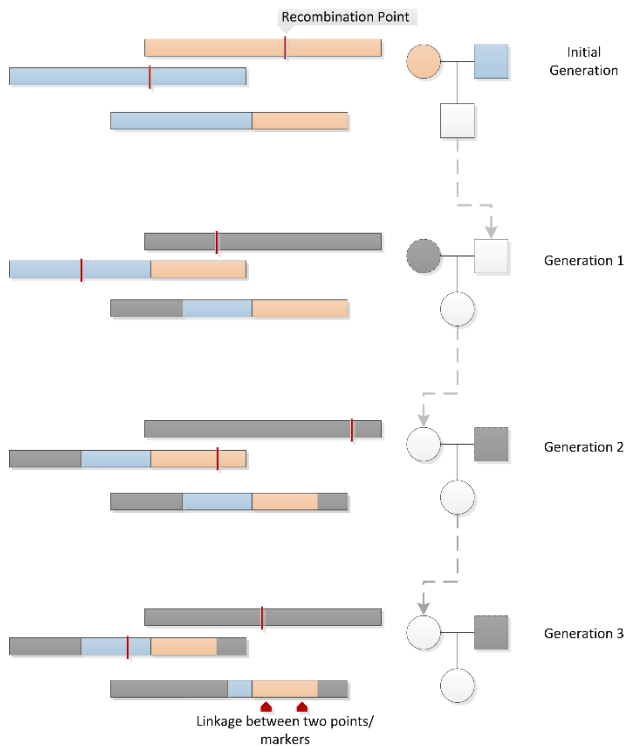 Recombination Point
Initial
Generation
Generation 1
Generation 2
Generation 3
Linkage between two points/
markers